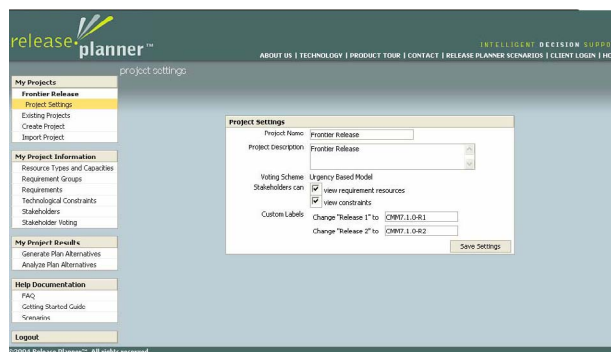 release planner™
INTELLIGENT DECISION SUPPO
ABOUT US | TECHNOLOGY | PRODUCT TOUR | CONTACT | RELEASE PLANNER SCENARIOS | CLIENT LOGIN | HO
project settings
My Projects
Frontier Release
Project Settings
Existing Projects
Create Project
Import Project
My Project Information
Resource Types and Capacities
Requirement Groups
Requirements
Technological Constraints
Stakeholders
Stakeholder Voting
My Project Results
Generate Plan Alternatives
Analyze Plan Alternatives
Help Documentation
FAQ
Getting Started Guide
Scenarios
Logout
Project Settings
Project Name Frontier Release
Project Description Frontier Release
Voting Scheme Urgency Based Model
Stakeholders can view requirement resources
view constraints
Custom Labels Change "Release 1" to CMM7.1.0-R1
Change "Release 2" to CMM7.1.0-R2
Save Settings
©2004 Release Planner™. All rights reserved